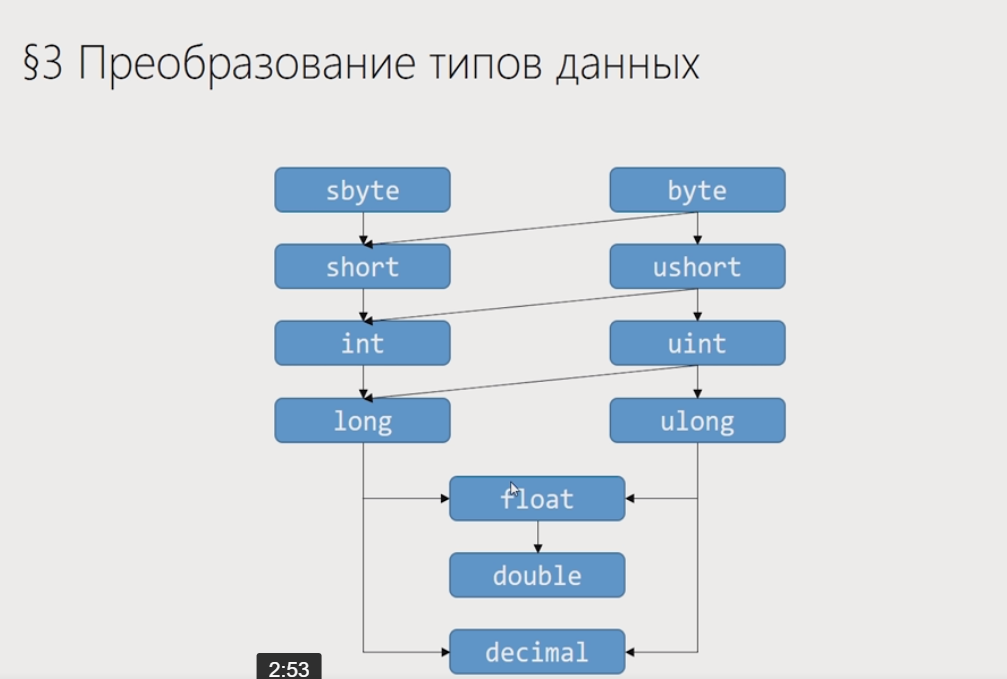 §3 Преобразование типов данных
sbyte
byte
short
ushort
int
uint
long
ulong
float
double
decimal
2:53